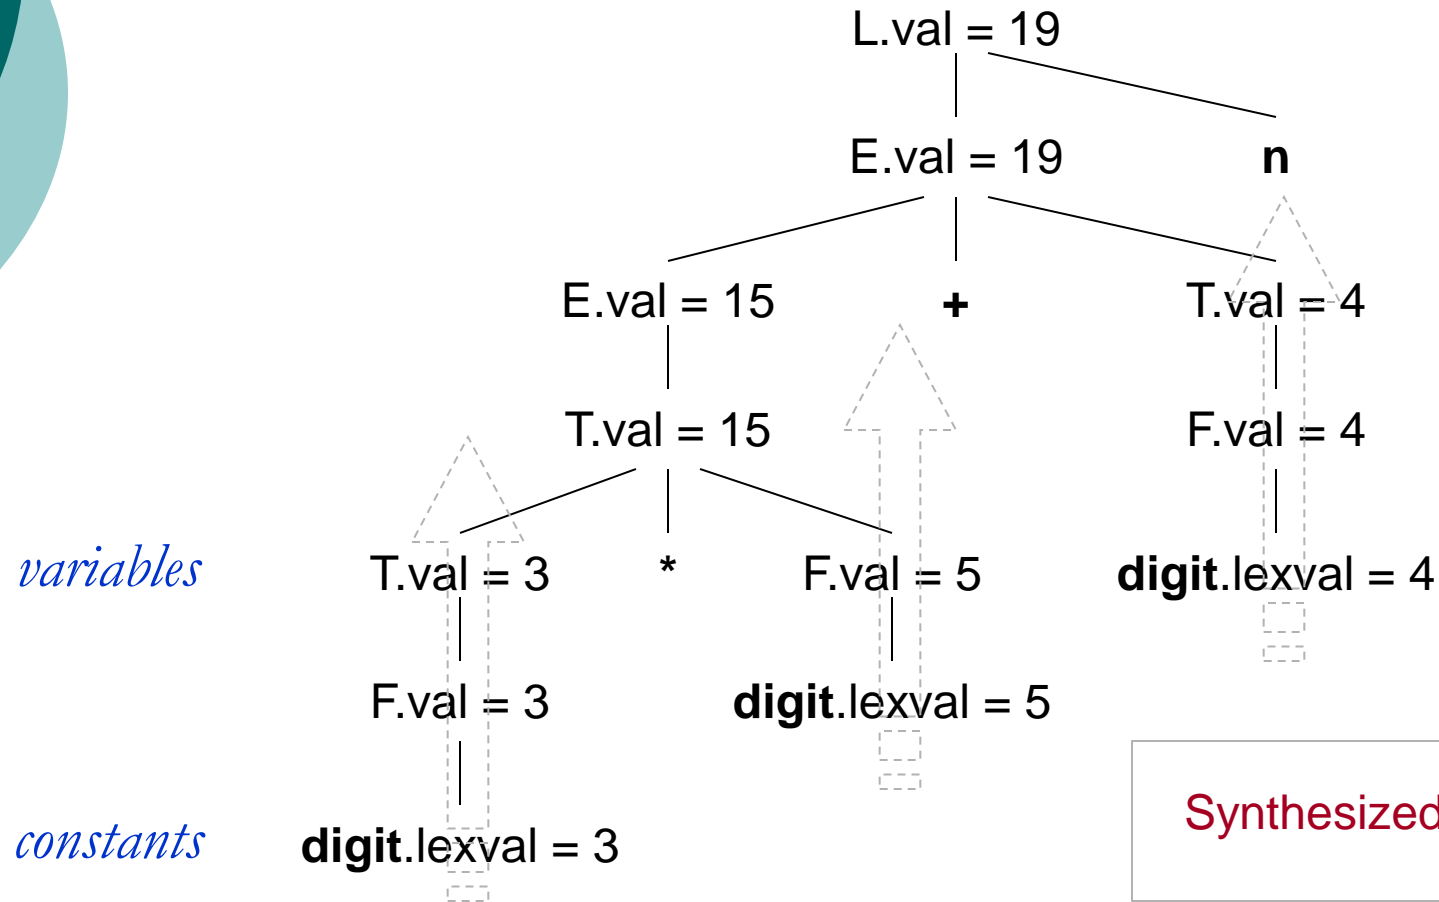 L.val = 19
E.val = 19 n
E.val = 15 + T.val = 4
T.val = 15 F.val = 4
variables T.val = 3 * F.val = 5 digit.lexval = 4
F.val = 3 digit.lexval = 5
Synthesized
constants digit.lexval = 3